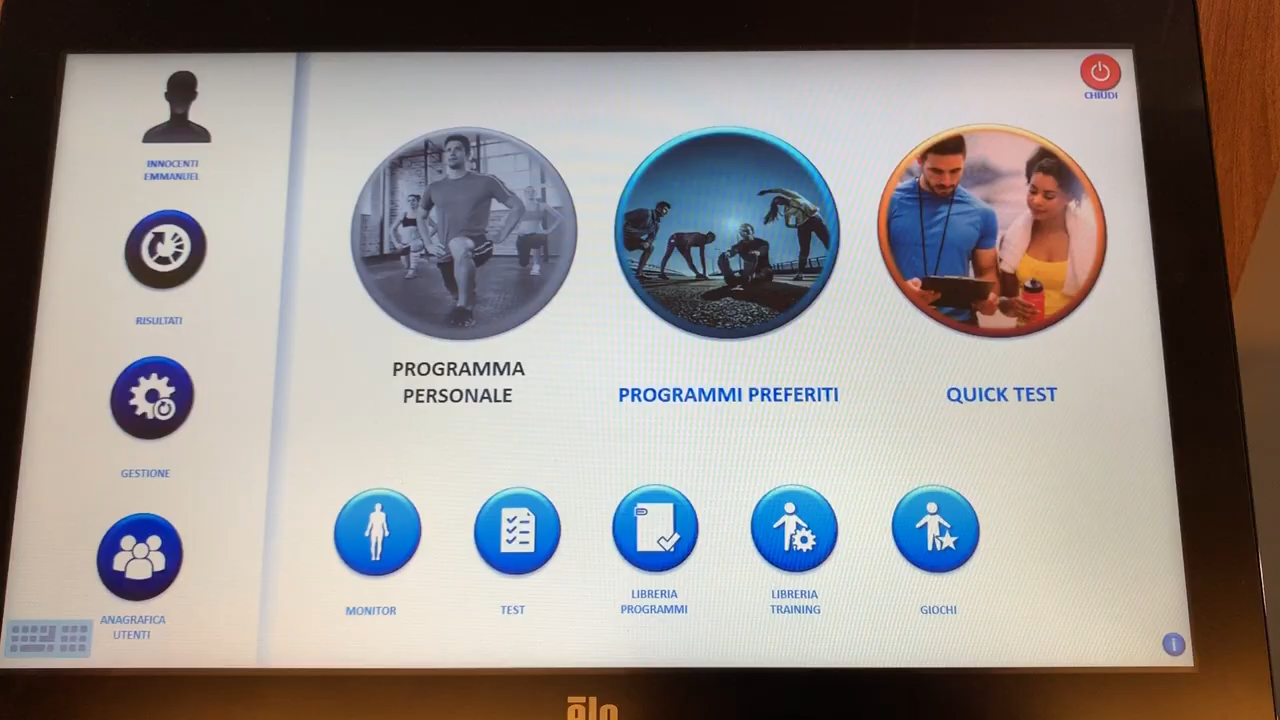 CHIUDI
INNOCENTI
EMMANUEL
RISULTATI
GESTIONE
ANAGRAFICA
UTENTI
PROGRAMMA
PERSONALE
PROGRAMMI PREFERITI
QUICK TEST
MONITOR
TEST
LIBRERIA
PROGRAMMI
LIBRERIA
TRAINING
GIOCHI
i
ēlo